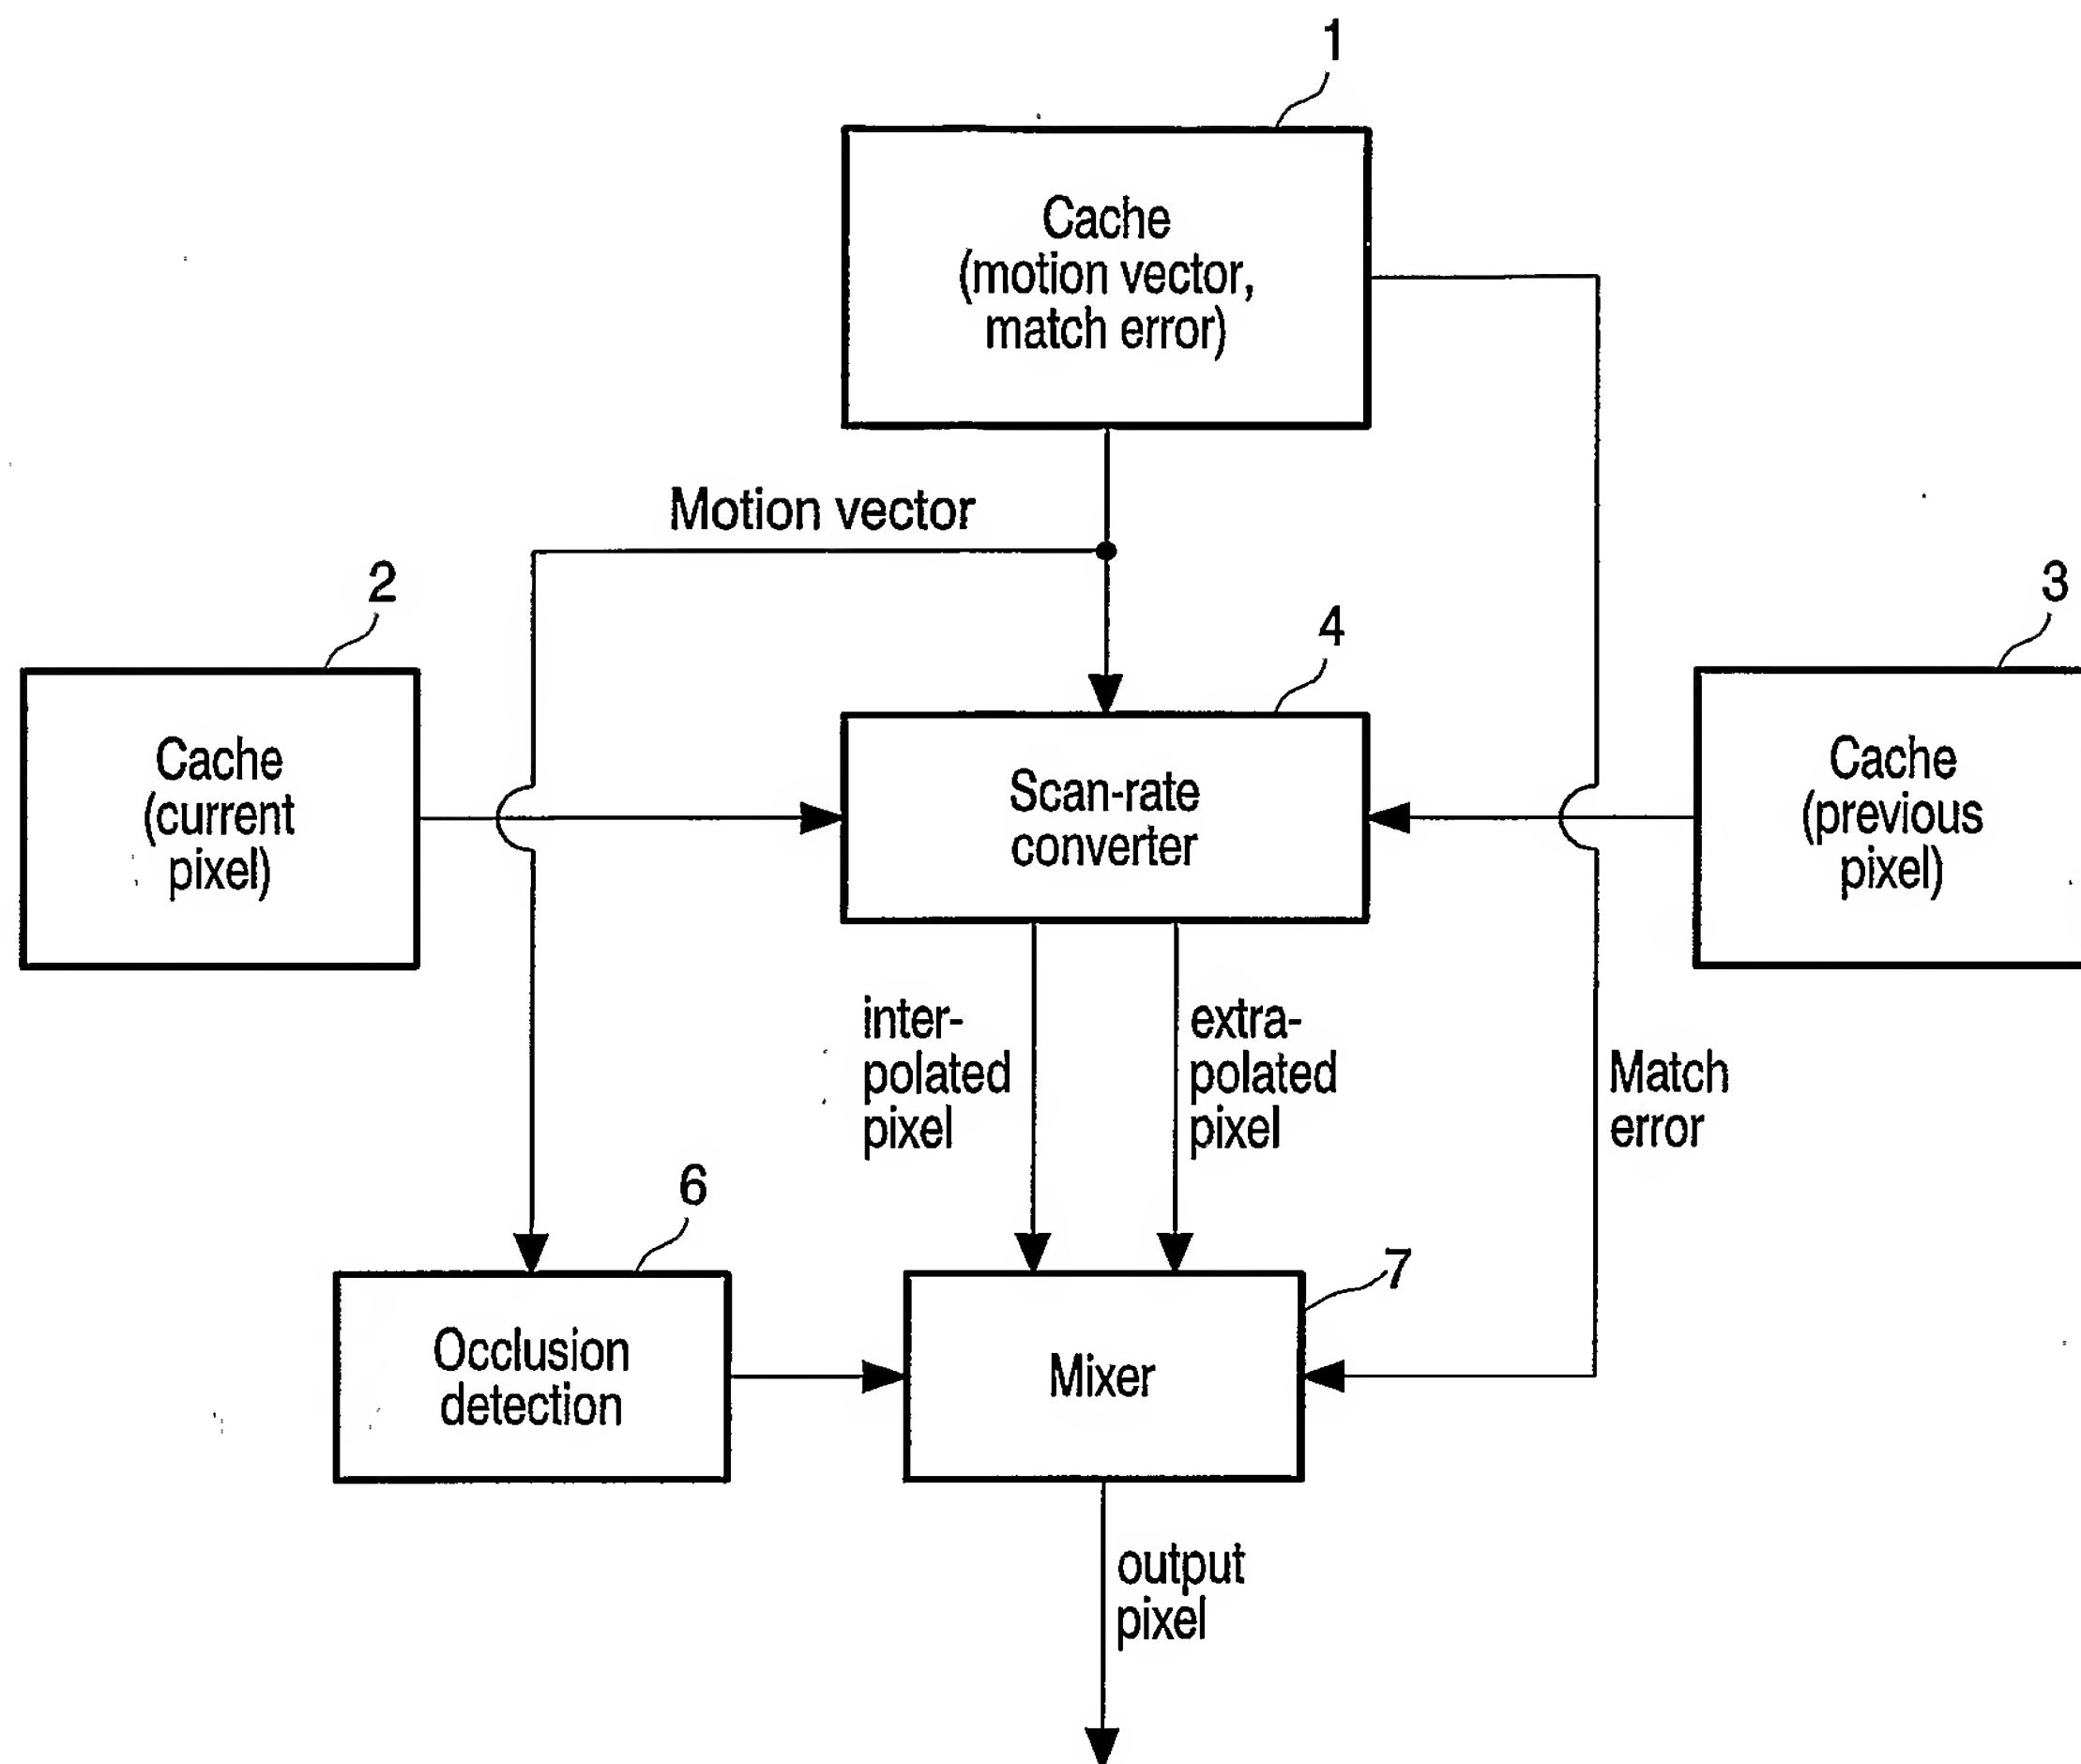 1
Cache
(motion vector,
match error)
Motion vector
2
3
4
Cache
(current
pixel)
Scan-rate
converter
Cache
(previous
pixel)
inter-
polated
pixel
extra-
polated
pixel
Match
error
6
7
Occlusion
detection
Mixer
output
pixel